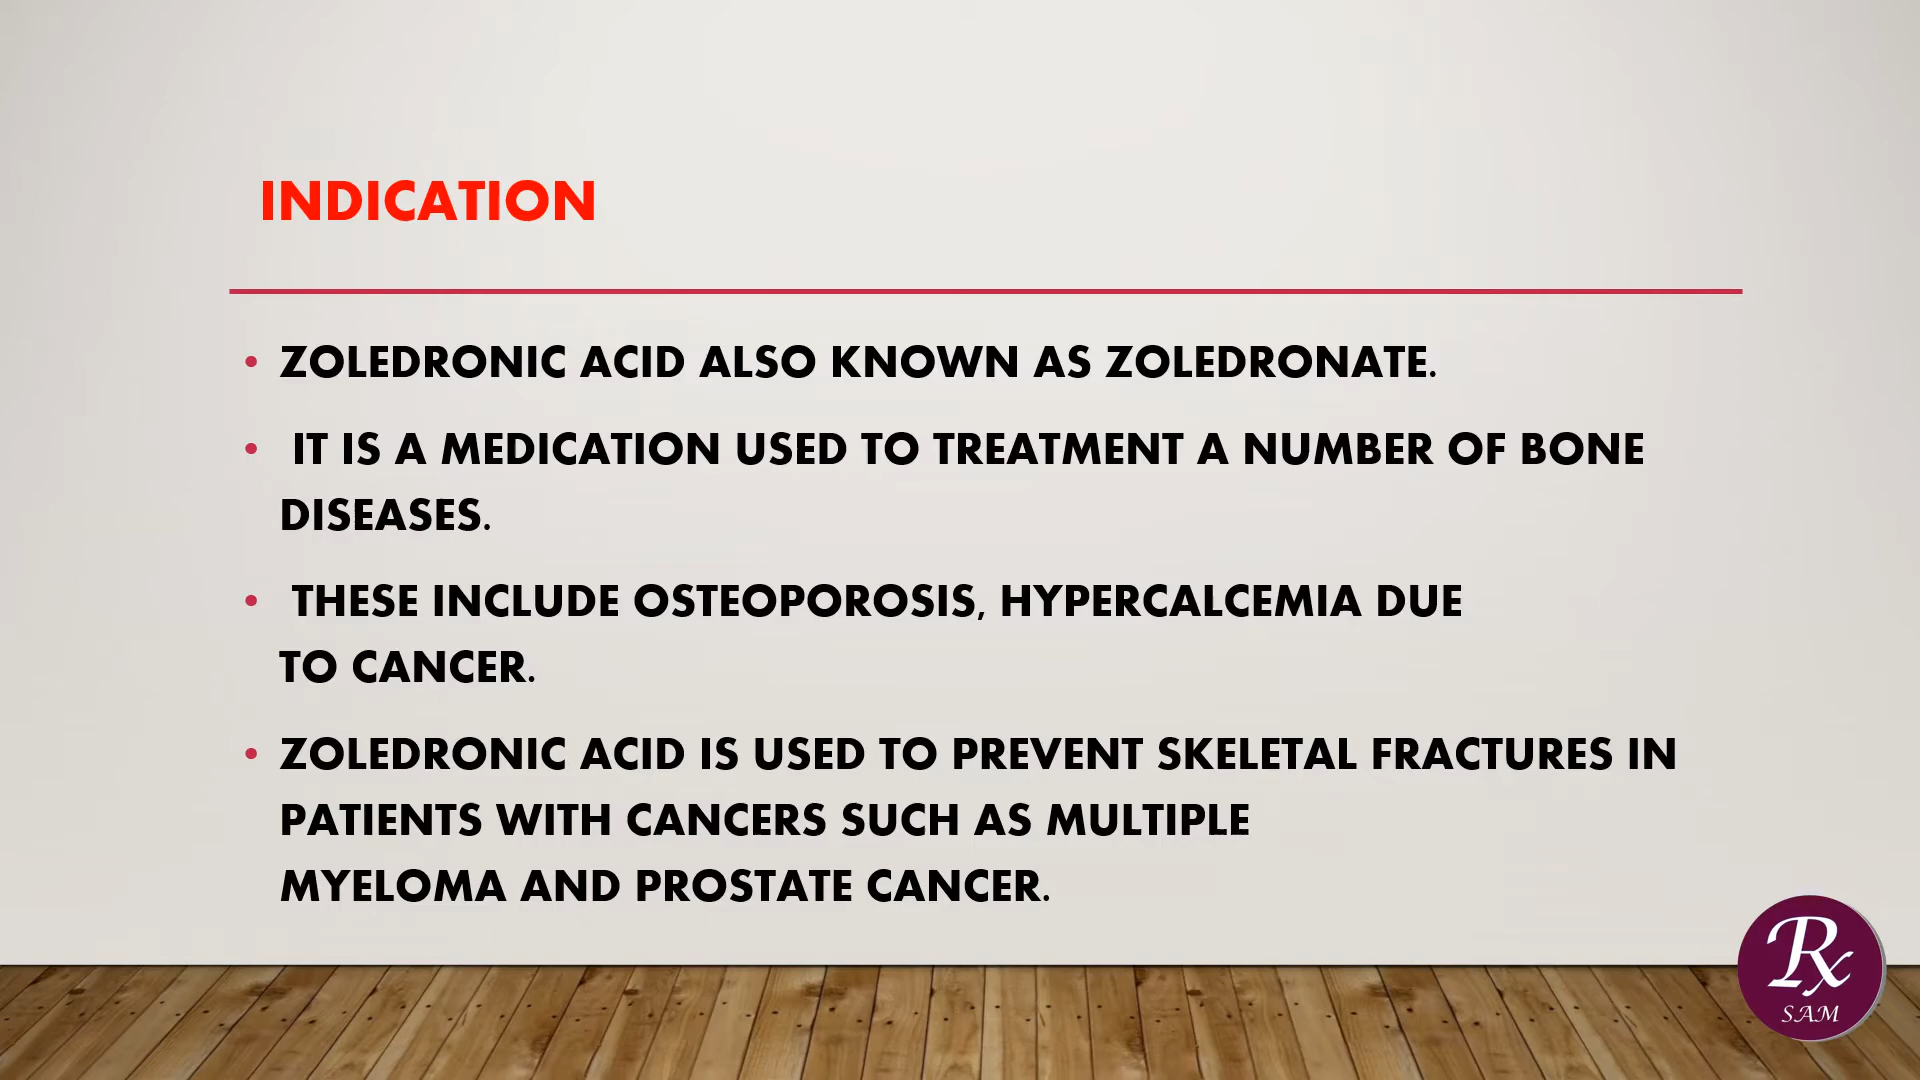 INDICATION
• ZOLEDRONIC ACID ALSO KNOWN AS ZOLEDRONATE.
• IT IS A MEDICATION USED TO TREATMENT A NUMBER OF BONE
DISEASES.
• THESE INCLUDE OSTEOPOROSIS, HYPERCALCEMIA DUE
TO CANCER.
• ZOLEDRONIC ACID IS USED TO PREVENT SKELETAL FRACTURES IN
PATIENTS WITH CANCERS SUCH AS MULTIPLE
MYELOMA AND PROSTATE CANCER.
Rx
SAM